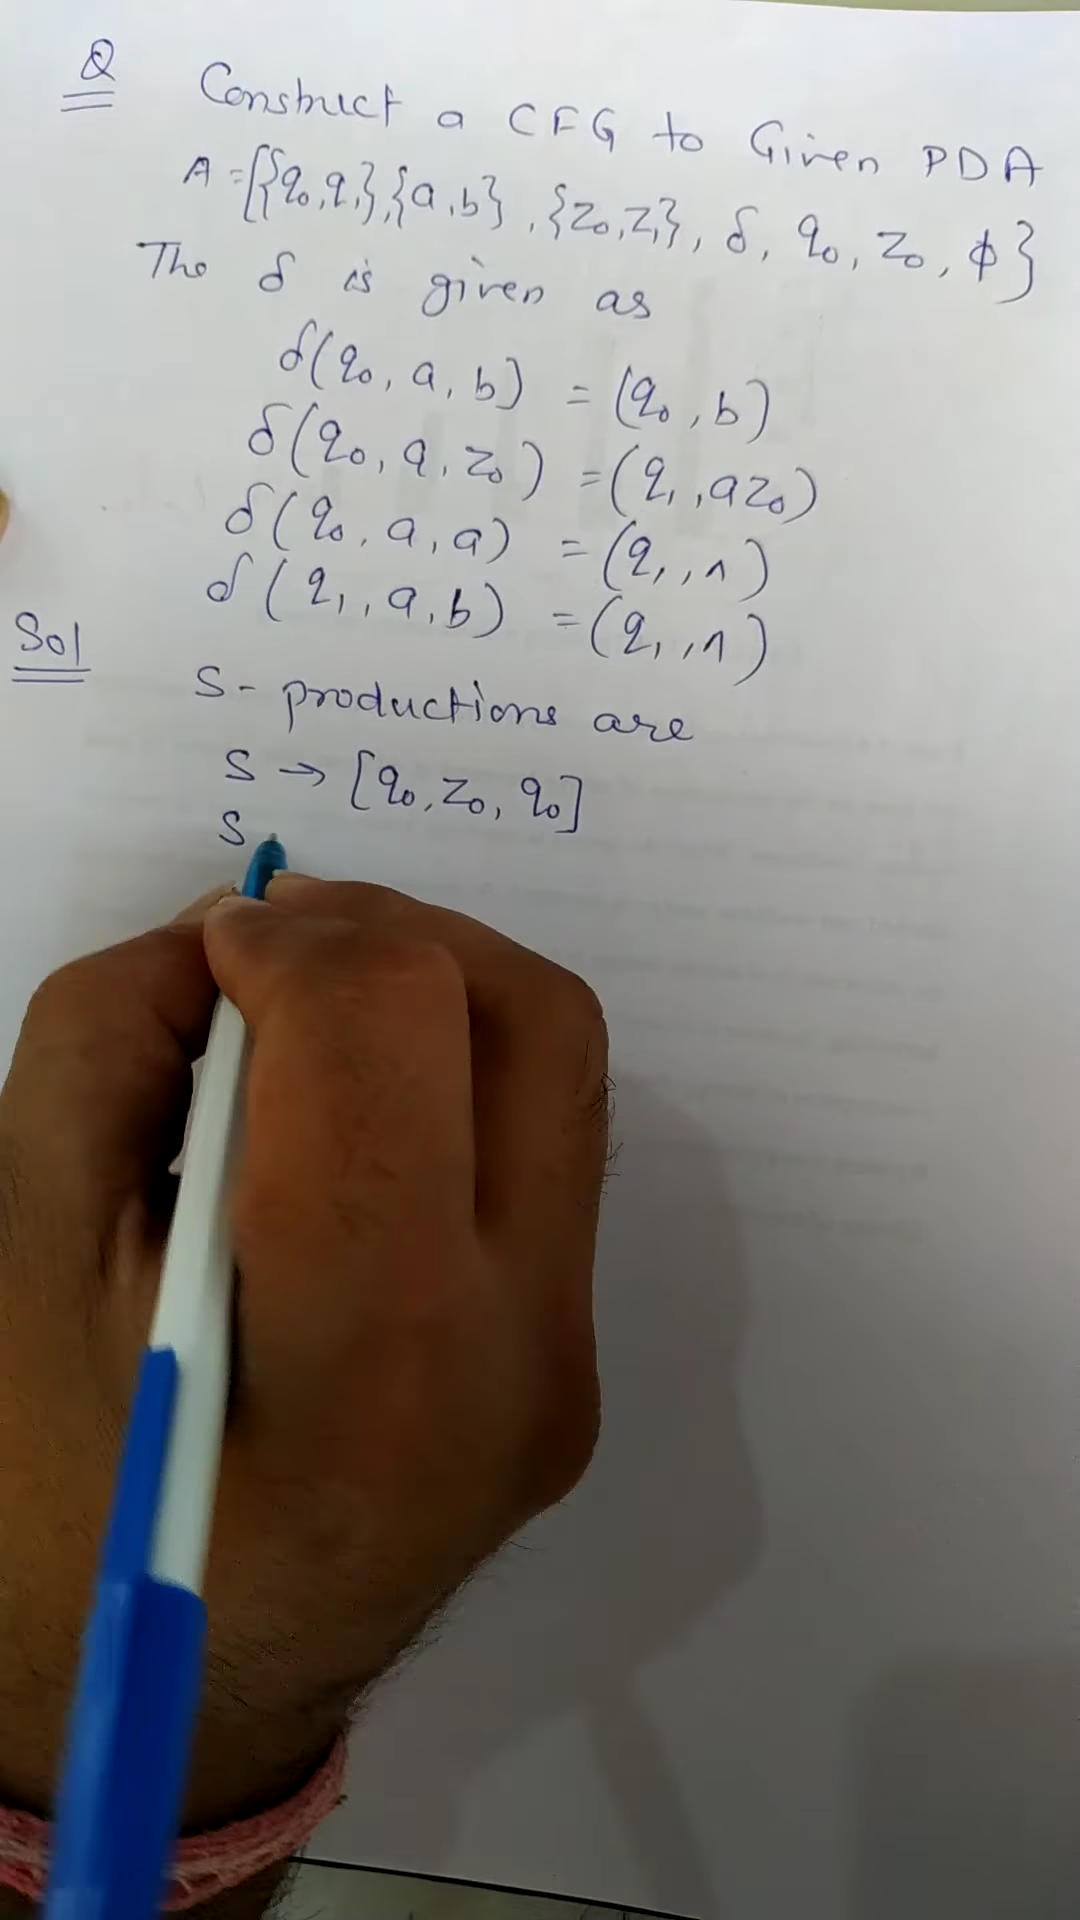 Q Construct a CFG to Given PDA
A = [{q₀,q₁},{a,b},{z₀,z₁}, δ, q₀, z₀, ϕ}
The δ is given as
δ(q₀, a, b) = (q₀, b)
δ(q₀, a, z₀) = (q₁, az₀)
δ(q₀, a, a) = (q₁, ʌ)
δ(q₁, a, b) = (q₁, ʌ)
Sol
S - productions are
S → [q₀, z₀, q₀]
S